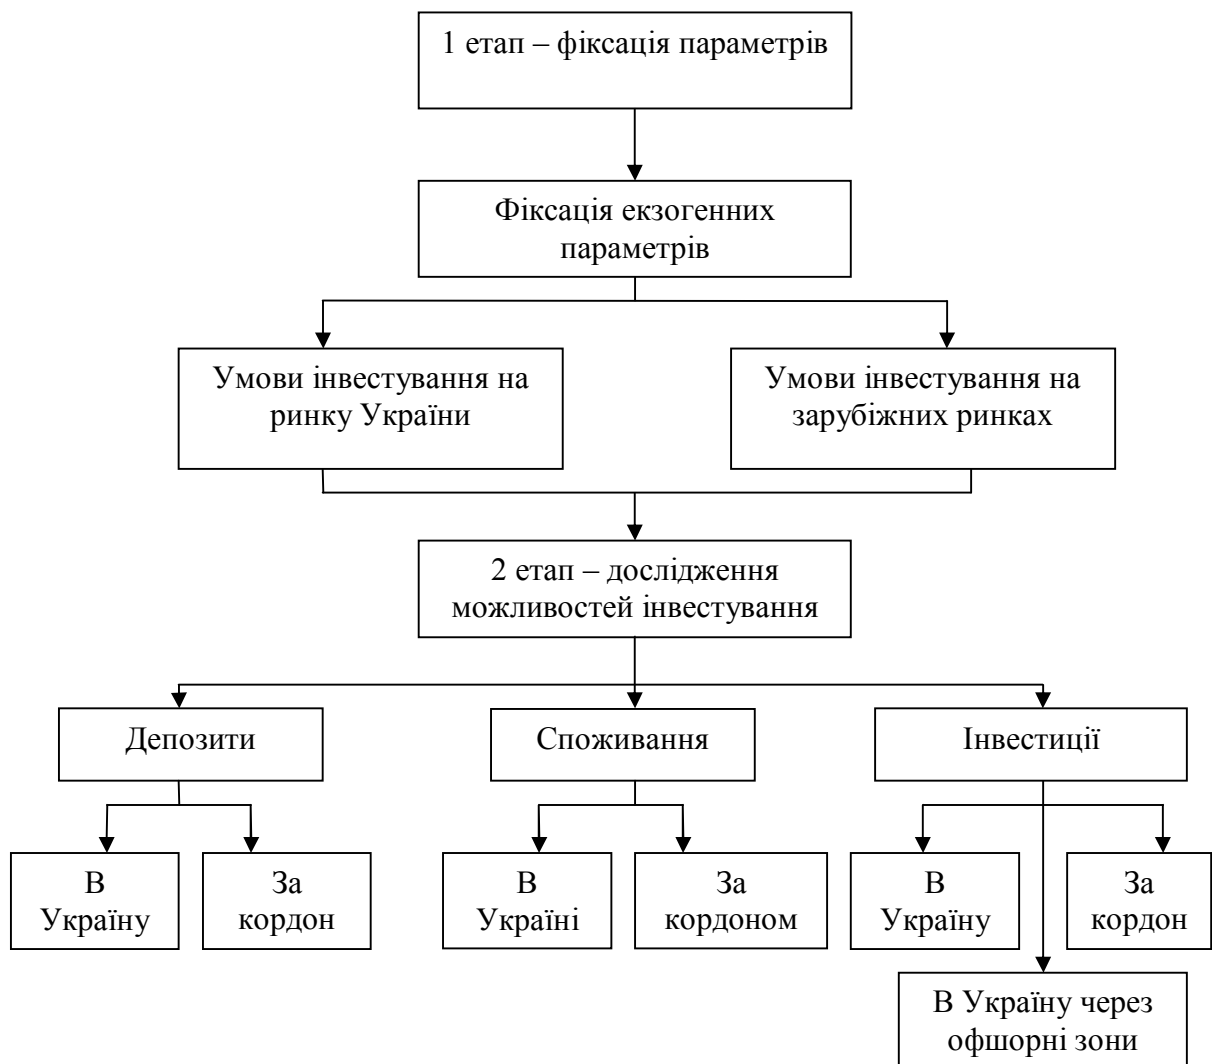 1 етап – фіксація параметрів
Фіксація екзогенних
параметрів
Умови інвестування на
ринку України
Умови інвестування на
зарубіжних ринках
2 етап – дослідження
можливостей інвестування
Депозити
Споживання
Інвестиції
В
Україну
За
кордон
В
Україні
За
кордоном
В
Україну
За
кордон
В Україну через
офшорні зони